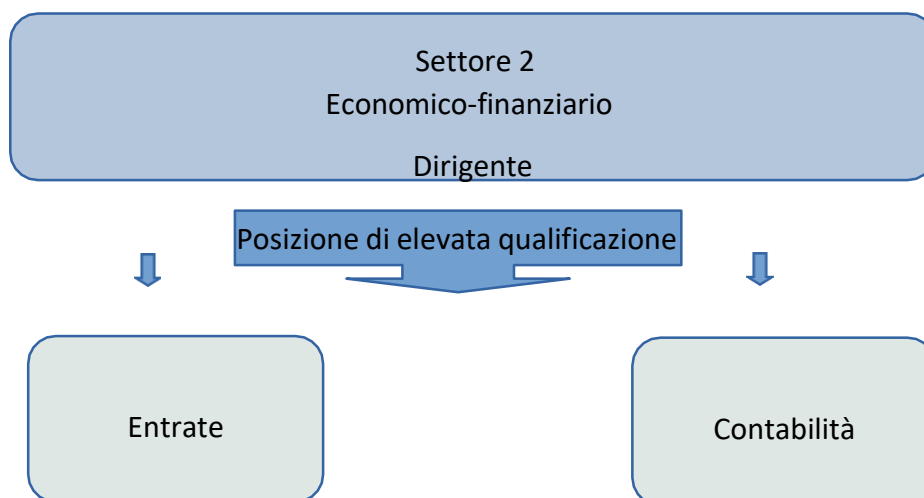 Settore 2
Economico-finanziario
Dirigente
Posizione di elevata qualificazione
Entrate
Contabilità